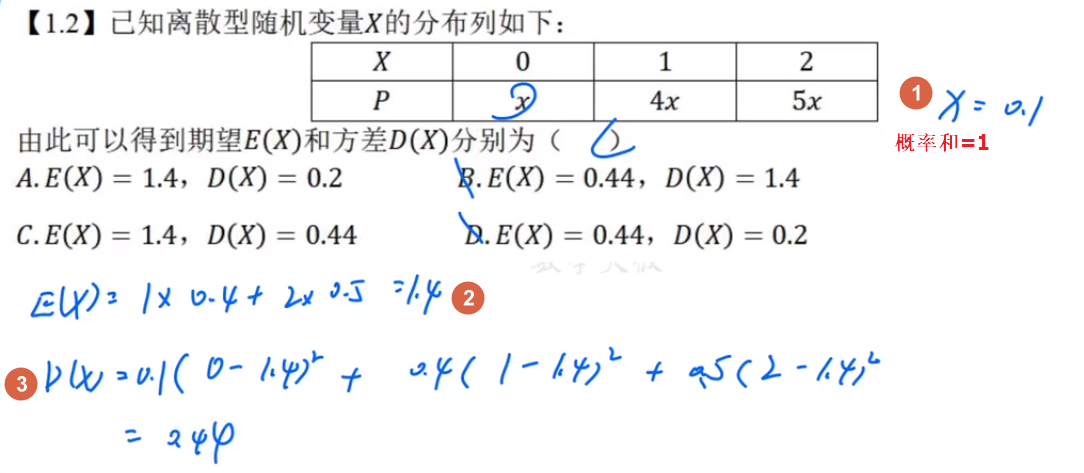 【1.2】已知离散型随机变量X的分布列如下：
X 0 1 2
P x 4x 5x
① X = 0.1
概率和=1
由此可以得到期望E(X)和方差D(X)分别为（ C ）
A. E(X) = 1.4，D(X) = 0.2
B. E(X) = 0.44，D(X) = 1.4
C. E(X) = 1.4，D(X) = 0.44
D. E(X) = 0.44，D(X) = 0.2
E(X) = 1 × 0.4 + 2 × 0.5 = 1.4 ②
③ D(X) = 0.1(0 - 1.4)² + 0.4(1 - 1.4)² + 0.5(2 - 1.4)²
= 0.44